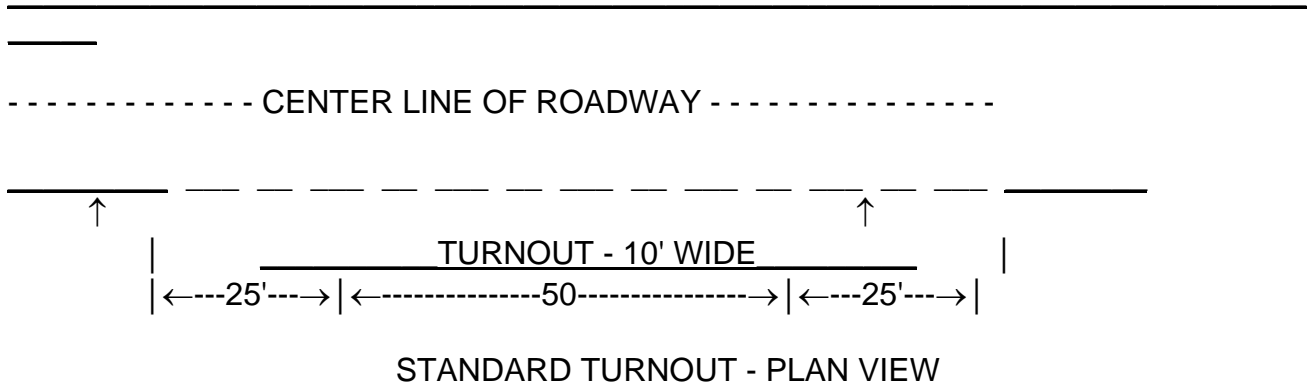 - - - - - - - - - - - - - CENTER LINE OF ROADWAY - - - - - - - - - - - - - - -
↑ ↑
| TURNOUT - 10' WIDE |
|←---25'---→|←---------------50----------------→|←---25'---→|
STANDARD TURNOUT - PLAN VIEW